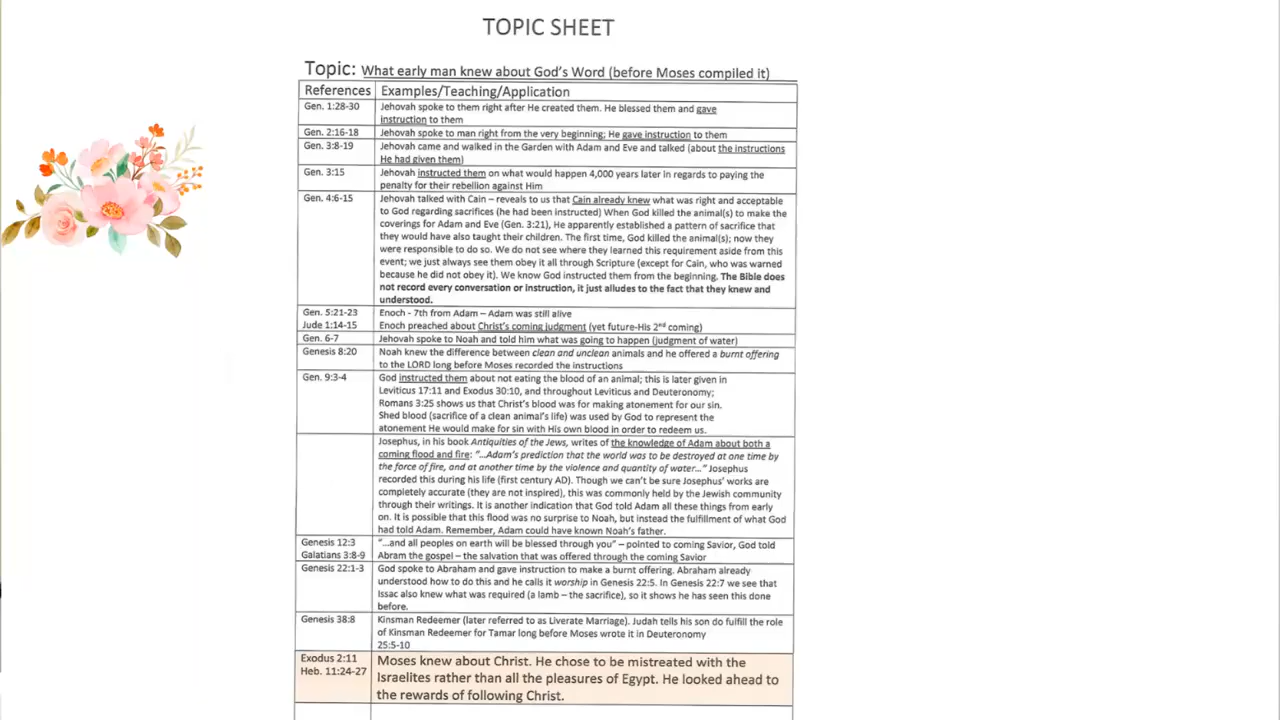 TOPIC SHEET
Topic: What early man knew about God's Word (before Moses compiled it)
References Examples/Teaching/Application
Gen. 1:28-30 Jehovah spoke to them right after He created them. He blessed them and gave
instruction to them
Gen. 2:16-18 Jehovah spoke to man right from the very beginning; He gave instruction to them
Gen. 3:8-19 Jehovah came and walked in the Garden with Adam and Eve and talked (about the instructions
He had given them)
Gen. 3:15 Jehovah instructed them on what would happen 4,000 years later in regards to paying the
penalty for their rebellion against Him
Gen. 4:6-15 Jehovah talked with Cain – reveals to us that Cain already knew what was right and acceptable
to God regarding sacrifices (he had been instructed) When God killed the animal(s) to make the
coverings for Adam and Eve (Gen. 3:21), He apparently established a pattern of sacrifice that
they would have also taught their children. The first time, God killed the animal(s); now they
were responsible to do so. We do not see where they learned this requirement aside from this
event; we just always see them obey it all through Scripture (except for Cain, who was warned
because he did not obey it). We know God instructed them from the beginning. The Bible does
not record every conversation or instruction, it just alludes to the fact that they knew and
understood.
Gen. 5:21-23 Enoch - 7th from Adam – Adam was still alive
Jude 1:14-15 Enoch preached about Christ's coming judgment (yet future-His 2nd coming)
Gen. 6-7 Jehovah spoke to Noah and told him what was going to happen (judgment of water)
Genesis 8:20 Noah knew the difference between clean and unclean animals and he offered a burnt offering
to the LORD long before Moses recorded the instructions
Gen. 9:3-4 God instructed them about not eating the blood of an animal; this is later given in
Leviticus 17:11 and Exodus 30:10, and throughout Leviticus and Deuteronomy;
Romans 3:25 shows us that Christ's blood was for making atonement for our sin.
Shed blood (sacrifice of a clean animal's life) was used by God to represent the
atonement He would make for sin with His own blood in order to redeem us.
Josephus, in his book Antiquities of the Jews, writes of the knowledge of Adam about both a
coming flood and fire: "...Adam's prediction that the world was to be destroyed at one time by
the force of fire, and at another time by the violence and quantity of water..." Josephus
recorded this during his life (first century AD). Though we can't be sure Josephus' works are
completely accurate (they are not inspired), this was commonly held by the Jewish community
through their writings. It is another indication that God told Adam all these things from early
on. It is possible that this flood was no surprise to Noah, but instead the fulfillment of what God
had told Adam. Remember, Adam could have known Noah's father.
Genesis 12:3 "...and all peoples on earth will be blessed through you" – pointed to coming Savior, God told
Galatians 3:8-9 Abram the gospel – the salvation that was offered through the coming Savior
Genesis 22:1-3 God spoke to Abraham and gave instruction to make a burnt offering. Abraham already
understood how to do this and he calls it worship in Genesis 22:5. In Genesis 22:7 we see that
Issac also knew what was required (a lamb – the sacrifice), so it shows he has seen this done
before.
Genesis 38:8 Kinsman Redeemer (later referred to as Liverate Marriage). Judah tells his son do fulfill the role
of Kinsman Redeemer for Tamar long before Moses wrote it in Deuteronomy
25:5-10
Exodus 2:11 Moses knew about Christ. He chose to be mistreated with the
Heb. 11:24-27 Israelites rather than all the pleasures of Egypt. He looked ahead to
the rewards of following Christ.